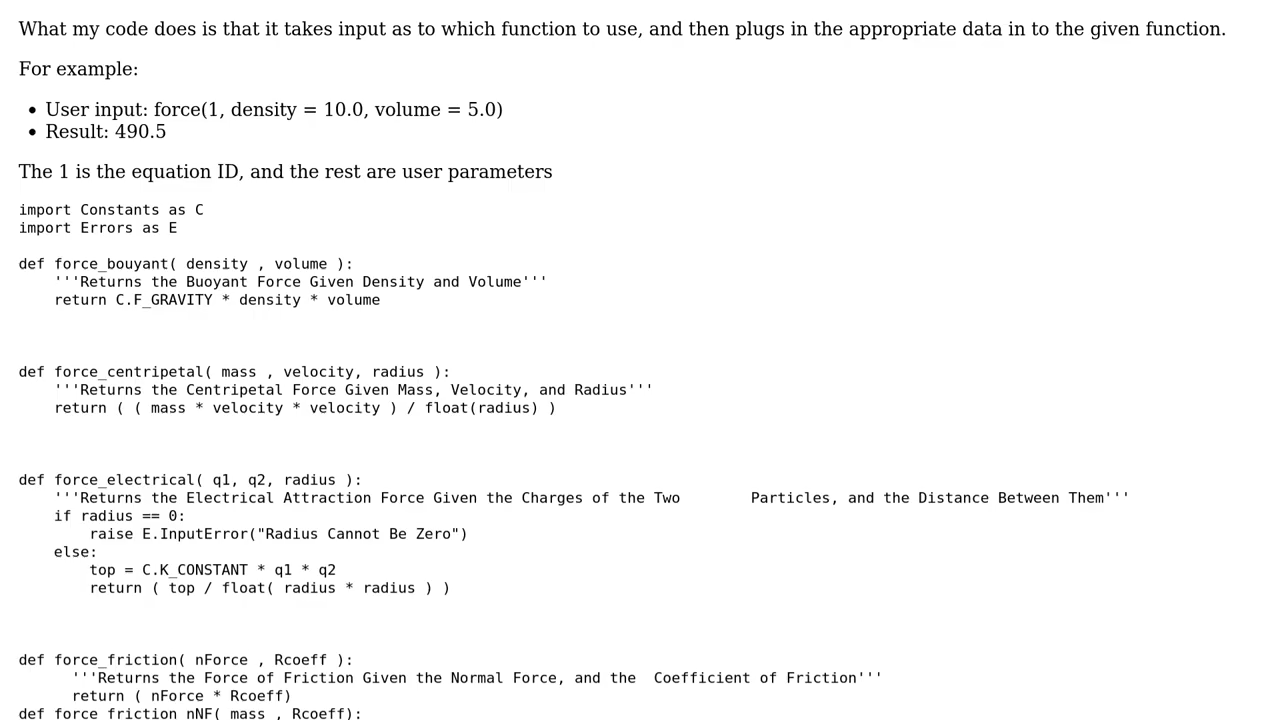 What my code does is that it takes input as to which function to use, and then plugs in the appropriate data in to the given function.
For example:
• User input: force(1, density = 10.0, volume = 5.0)
• Result: 490.5
The 1 is the equation ID, and the rest are user parameters
import Constants as C
import Errors as E
def force_bouyant( density , volume ):
    '''Returns the Buoyant Force Given Density and Volume'''
    return C.F_GRAVITY * density * volume
def force_centripetal( mass , velocity, radius ):
    '''Returns the Centripetal Force Given Mass, Velocity, and Radius'''
    return ( ( mass * velocity * velocity ) / float(radius) )
def force_electrical( q1, q2, radius ):
    '''Returns the Electrical Attraction Force Given the Charges of the Two        Particles, and the Distance Between Them'''
    if radius == 0:
        raise E.InputError("Radius Cannot Be Zero")
    else:
        top = C.K_CONSTANT * q1 * q2
        return ( top / float( radius * radius ) )
def force_friction( nForce , Rcoeff ):
      '''Returns the Force of Friction Given the Normal Force, and the  Coefficient of Friction'''
      return ( nForce * Rcoeff)
def force_friction_nNF( mass , Rcoeff):